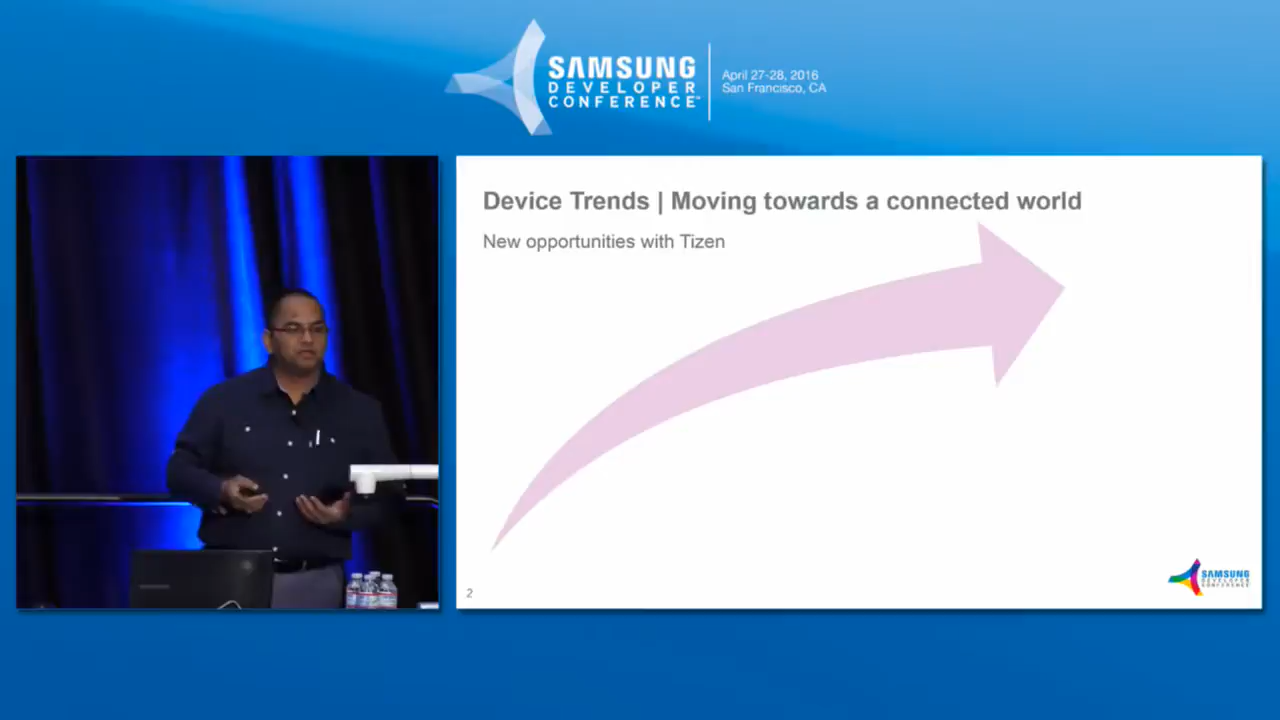 SAMSUNG
DEVELOPER
CONFERENCE™
April 27-28, 2016
San Francisco, CA
Device Trends | Moving towards a connected world
New opportunities with Tizen
2
SAMSUNG
DEVELOPER
CONFERENCE